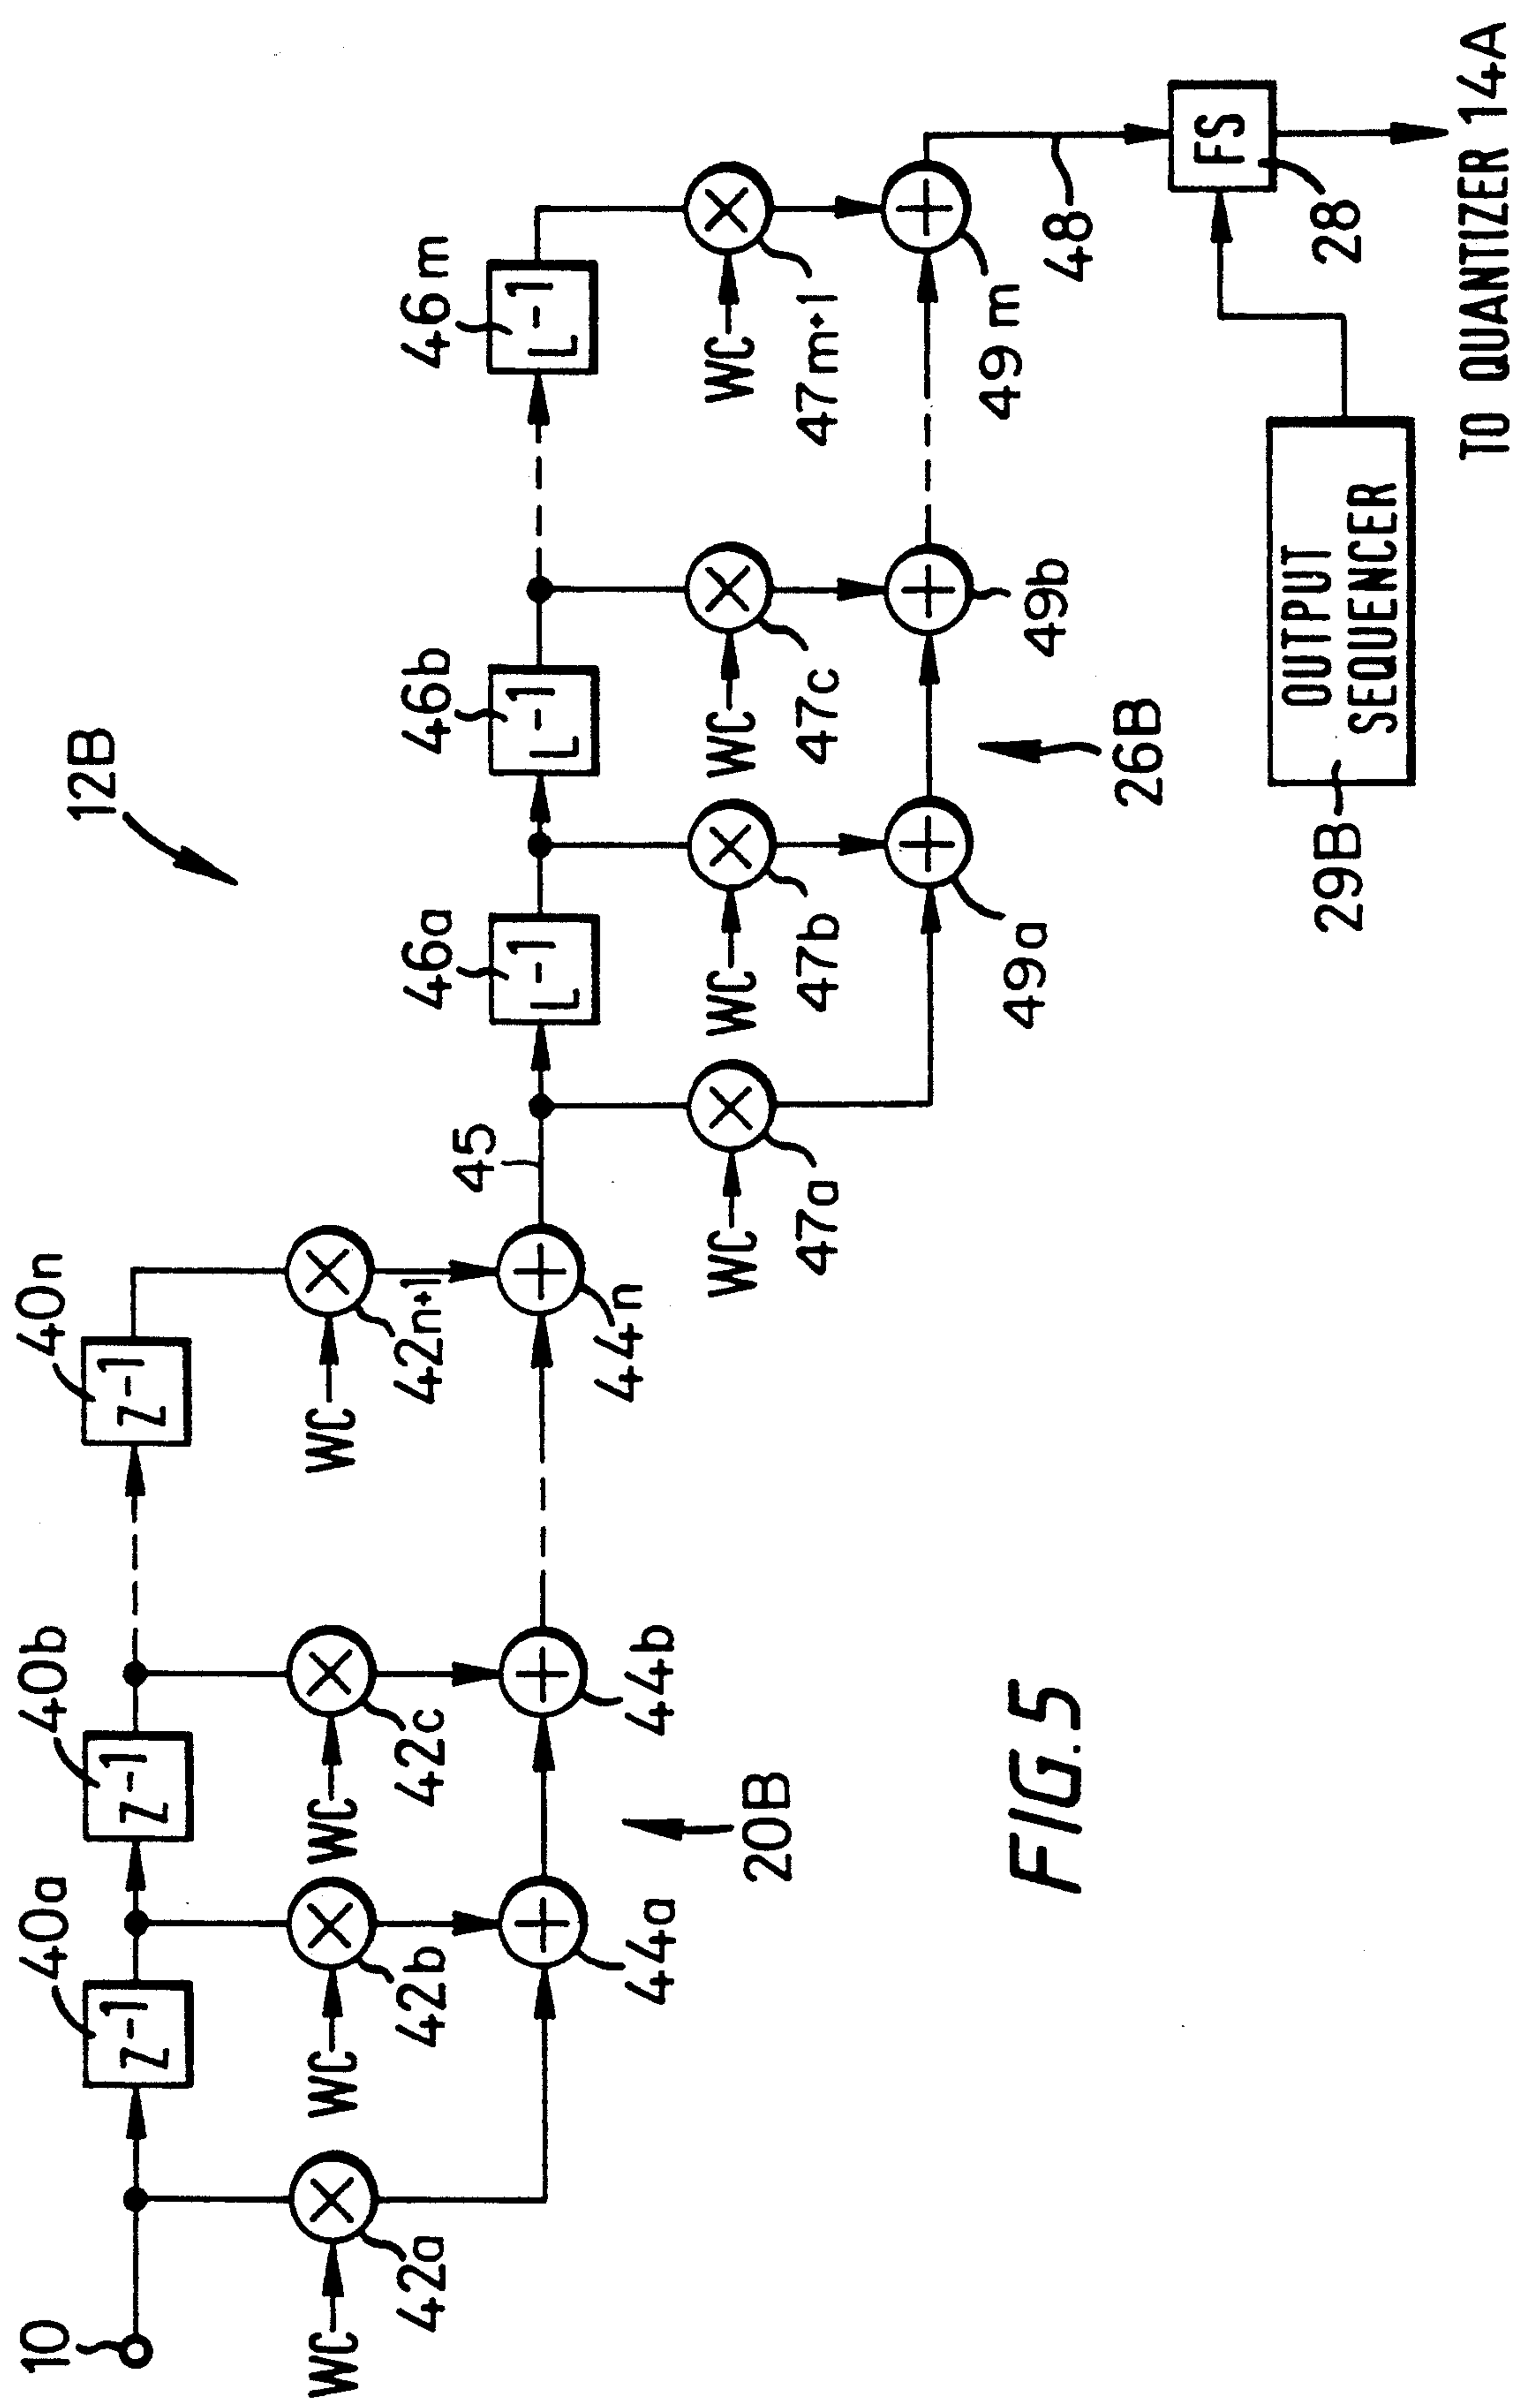 12B
10
40a
40b
40n
Z-1
Z-1
Z-1
WC
WC
WC
WC
42a
42b
42c
42n+1
44a
44b
44n
20B
45
46a
46b
46m
L-1
L-1
L-1
WC
WC
WC
WC
47a
47b
47c
47m+1
49a
49b
49m
26B
48
FS
28
OUTPUT
SEQUENCER
29B
TO QUANTIZER 14A
FIG.5